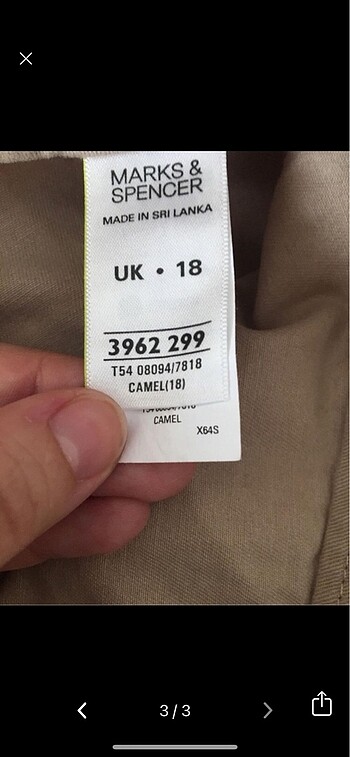 MARKS &
SPENCER
MADE IN SRI LANKA
UK • 18
3962 299
T54 08094/7818
CAMEL(18)
CAMEL
X64S
3/3